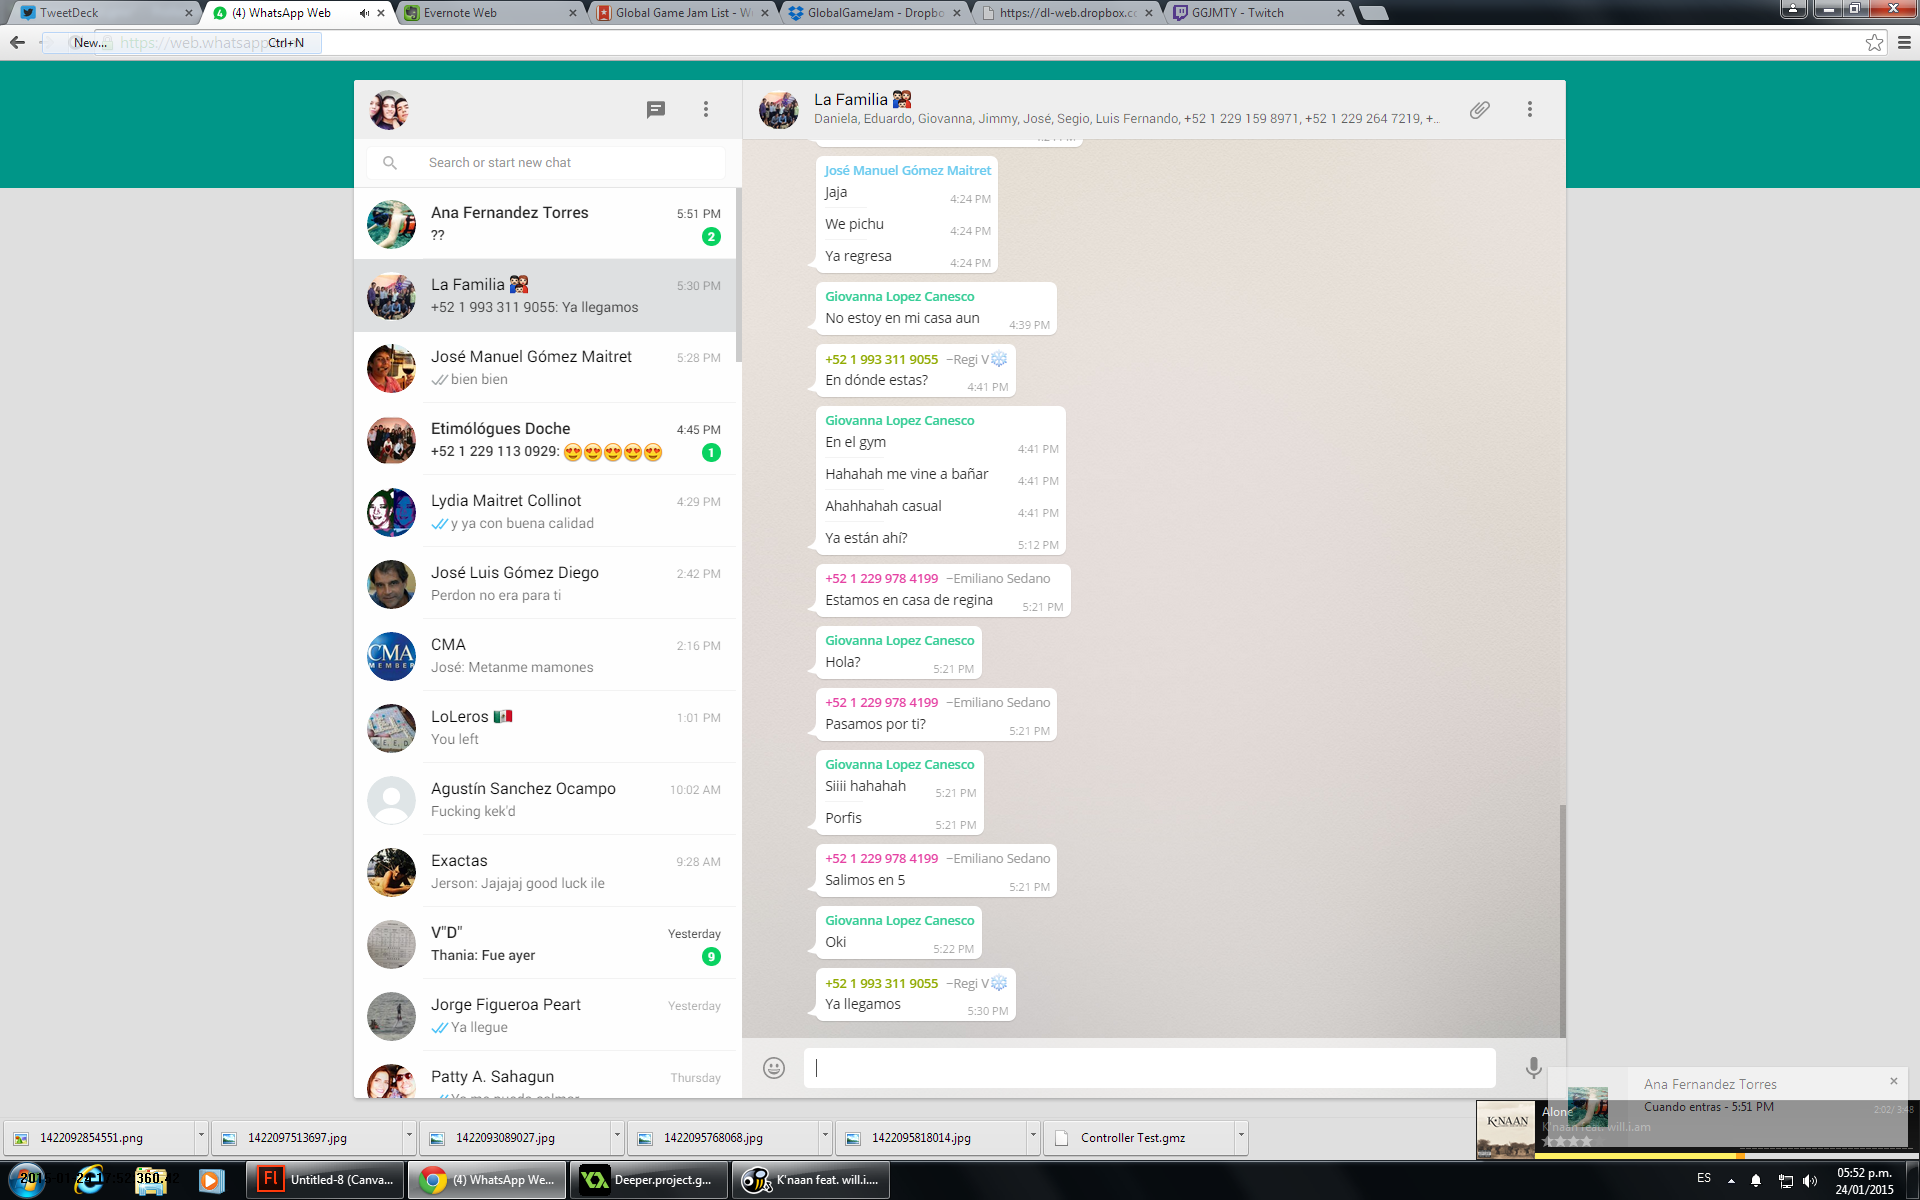 TweetDeck
(4) WhatsApp Web
Evernote Web
Global Game Jam List - W
GlobalGameJam - Dropbo
https://dl-web.dropbox.co
GGJMTY - Twitch
New...
https://web.whatsapp
Ctrl+N
La Familia
Daniela, Eduardo, Giovanna, Jimmy, José, Segio, Luis Fernando, +52 1 229 159 8971, +52 1 229 264 7219, +...
Search or start new chat
Ana Fernandez Torres
5:51 PM
??
2
La Familia
5:30 PM
+52 1 993 311 9055: Ya llegamos
José Manuel Gómez Maitret
5:28 PM
bien bien
Etimólógues Doche
4:45 PM
+52 1 229 113 0929: 😍😍😍😍😍
1
Lydia Maitret Collinot
4:29 PM
y ya con buena calidad
José Luis Gómez Diego
2:42 PM
Perdon no era para ti
CMA
2:16 PM
José: Metanme mamones
CMA
MEMBER
LoLeros 🇲🇽
1:01 PM
You left
Agustín Sanchez Ocampo
10:02 AM
Fucking kek'd
Exactas
9:28 AM
Jerson: Jajajaj good luck ile
V"D"
Yesterday
Thania: Fue ayer
9
Jorge Figueroa Peart
Yesterday
Ya llegue
Patty A. Sahagun
Thursday
José Manuel Gómez Maitret
Jaja
4:24 PM
We pichu
4:24 PM
Ya regresa
4:24 PM
Giovanna Lopez Canesco
No estoy en mi casa aun
4:39 PM
+52 1 993 311 9055 ~Regi V❄
En dónde estas?
4:41 PM
Giovanna Lopez Canesco
En el gym
4:41 PM
Hahahah me vine a bañar
4:41 PM
Ahahhahah casual
4:41 PM
Ya están ahí?
5:12 PM
+52 1 229 978 4199 ~Emiliano Sedano
Estamos en casa de regina
5:21 PM
Giovanna Lopez Canesco
Hola?
5:21 PM
+52 1 229 978 4199 ~Emiliano Sedano
Pasamos por ti?
5:21 PM
Giovanna Lopez Canesco
Siiii hahahah
5:21 PM
Porfis
5:21 PM
+52 1 229 978 4199 ~Emiliano Sedano
Salimos en 5
5:21 PM
Giovanna Lopez Canesco
Oki
5:22 PM
+52 1 993 311 9055 ~Regi V❄
Ya llegamos
5:30 PM
Ana Fernandez Torres
Cuando entras - 5:51 PM
K'NAAN
Alone
K'naan feat. will.i.am
2:02/ 3:48
1422092854551.png
1422097513697.jpg
1422093089027.jpg
1422095768068.jpg
1422095818014.jpg
Controller Test.gmz
Untitled-8 (Canva...
(4) WhatsApp We...
Deeper.project.g...
K'naan feat. will.i....
ES
05:52 p.m.
24/01/2015